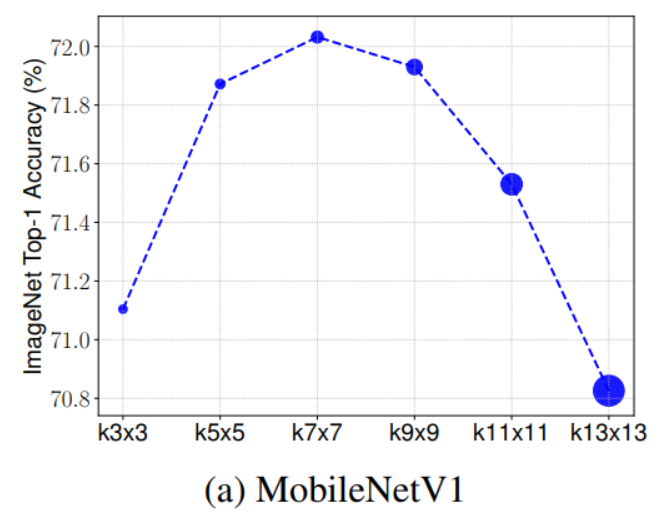 ImageNet Top-1 Accuracy (%)
72.0
71.8
71.6
71.4
71.2
71.0
70.8
k3x3 k5x5 k7x7 k9x9 k11x11 k13x13
(a) MobileNetV1